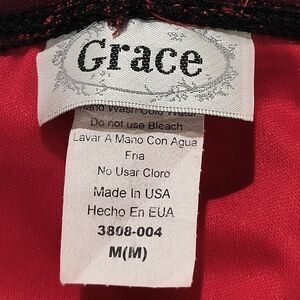 Grace
Hand Wash Cold Water
Do not use Bleach
Lavar A Mano Con Agua
Fria
No Usar Cloro
Made In USA
Hecho En EUA
3808-004
M(M)